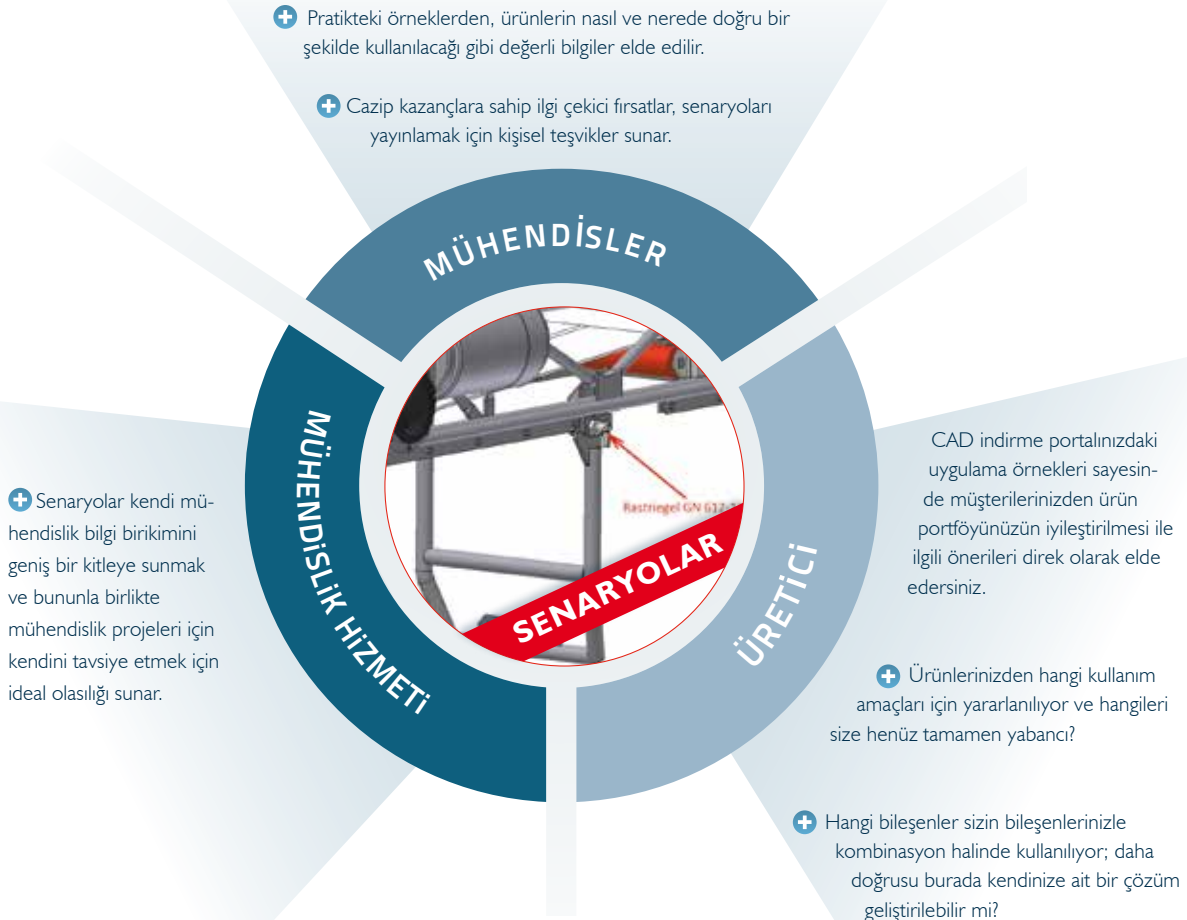 Pratikteki örneklerden, ürünlerin nasıl ve nerede doğru bir
şekilde kullanılacağı gibi değerli bilgiler elde edilir.
Cazip kazançlara sahip ilgi çekici fırsatlar, senaryoları
yayınlamak için kişisel teşvikler sunar.
MÜHENDİSLER
MÜHENDİSLİK HİZMETİ
ÜRETİCİ
Rastriegel GN 612-
SENARYOLAR
Senaryolar kendi mü-
hendislik bilgi birikimini
geniş bir kitleye sunmak
ve bununla birlikte
mühendislik projeleri için
kendini tavsiye etmek için
ideal olasılığı sunar.
CAD indirme portalınızdaki
uygulama örnekleri sayesin-
de müşterilerinizden ürün
portföyünüzün iyileştirilmesi ile
ilgili önerileri direk olarak elde
edersiniz.
Ürünlerinizden hangi kullanım
amaçları için yararlanılıyor ve hangileri
size henüz tamamen yabancı?
Hangi bileşenler sizin bileşenlerinizle
kombinasyon halinde kullanılıyor; daha
doğrusu burada kendinize ait bir çözüm
geliştirilebilir mi?